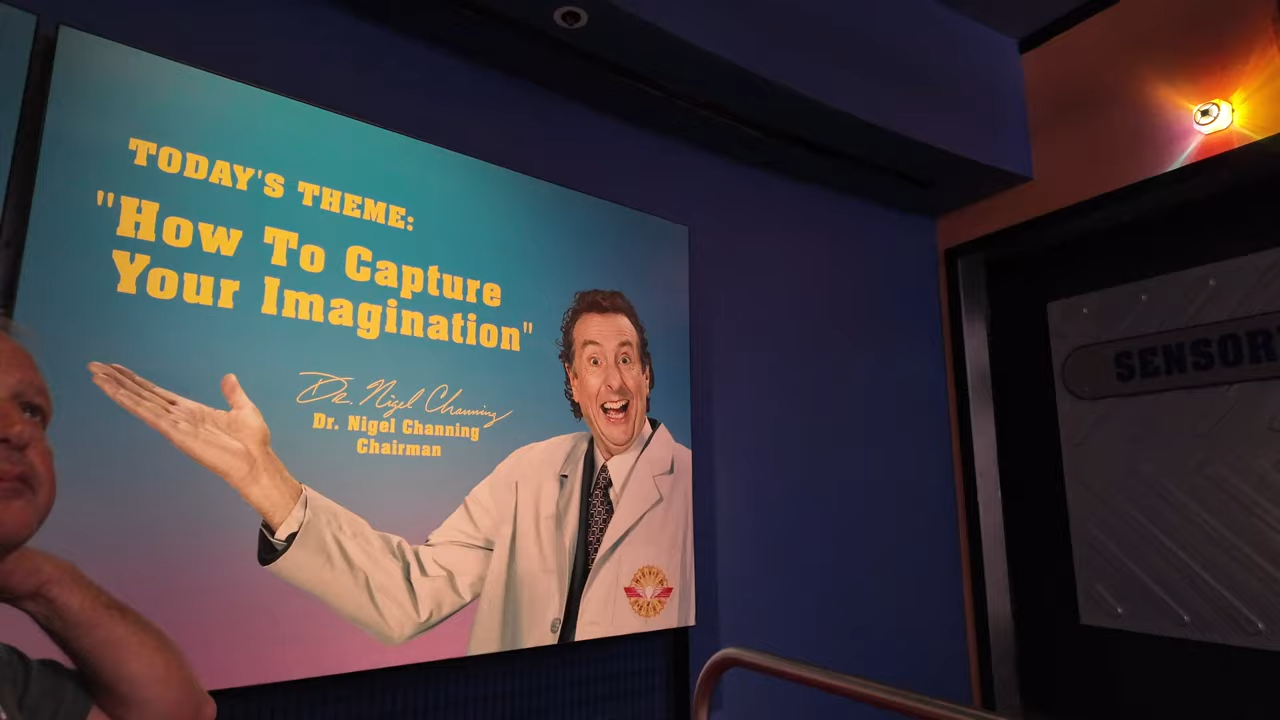 TODAY'S THEME:
"How To Capture
Your Imagination"
Dr. Nigel Channing
Dr. Nigel Channing
Chairman
SENSOR